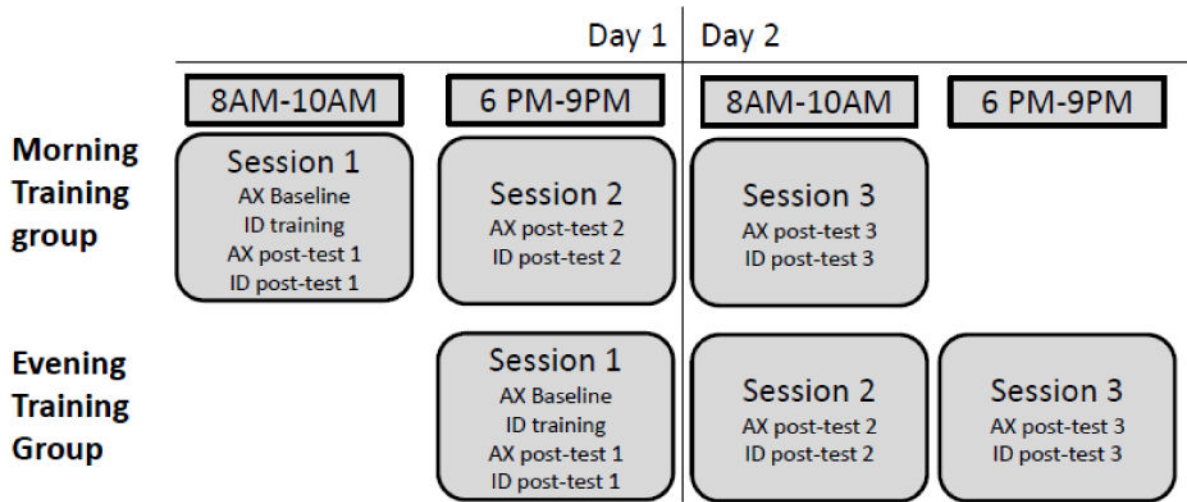 Day 1 Day 2
8AM-10AM 6 PM-9PM 8AM-10AM 6 PM-9PM
Morning
Training
group
Session 1
AX Baseline
ID training
AX post-test 1
ID post-test 1
Session 2
AX post-test 2
ID post-test 2
Session 3
AX post-test 3
ID post-test 3
Evening
Training
Group
Session 1
AX Baseline
ID training
AX post-test 1
ID post-test 1
Session 2
AX post-test 2
ID post-test 2
Session 3
AX post-test 3
ID post-test 3